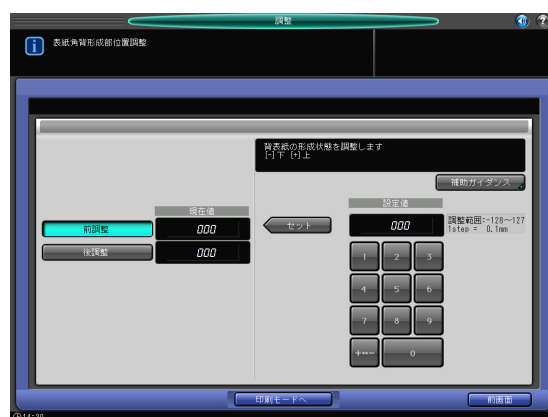 調整
表紙角背形成部位置調整
背表紙の形成状態を調整します
[-]下 [+]上
補助ガイダンス
現在値
設定値
前調整
000
セット
000
調整範囲:-128～127
1step = 0.1mm
後調整
000
1
2
3
4
5
6
7
8
9
+↔-
0
印刷モードへ
前画面
14:20